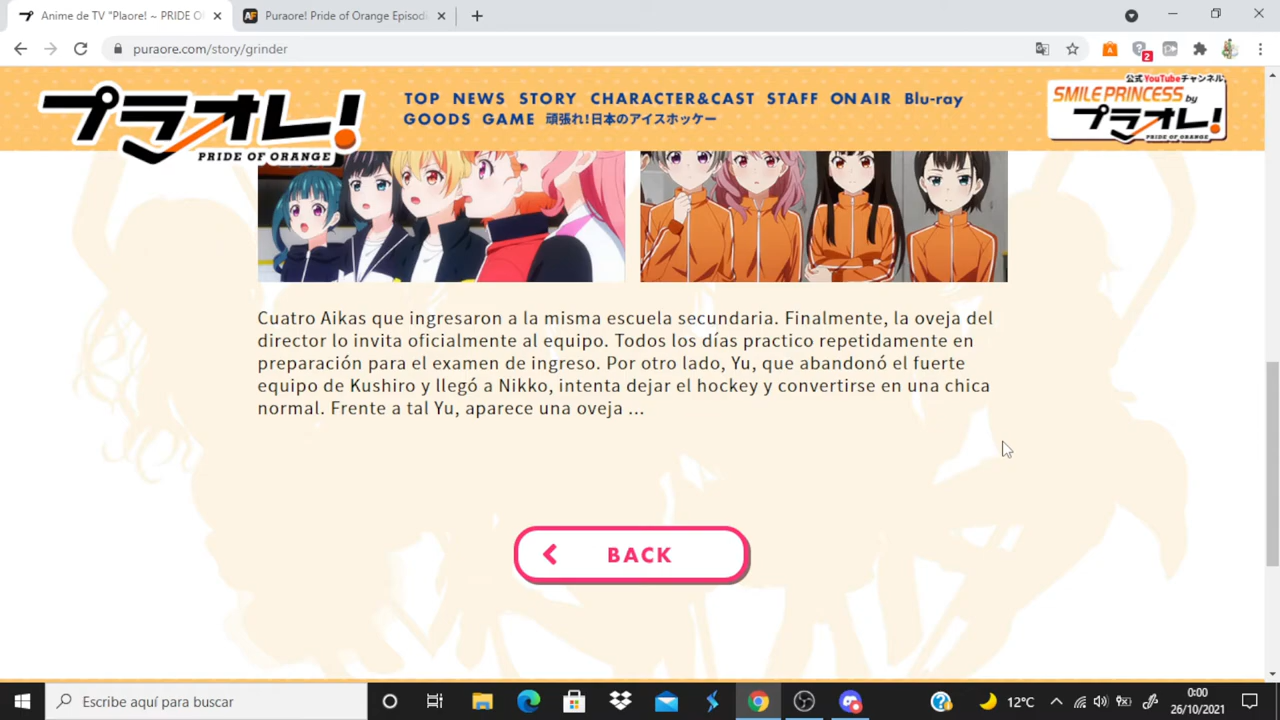 Anime de TV "Plaore! ~ PRIDE O
Puraore! Pride of Orange Episodi
puraore.com/story/grinder
2
プラオレ!
PRIDE OF ORANGE
TOP NEWS STORY CHARACTER&CAST STAFF ON AIR Blu-ray
GOODS GAME 頑張れ!日本のアイスホッケー
公式YouTubeチャンネル
SMILE PRINCESS by
プラオレ!
PRIDE OF ORANGE
Cuatro Aikas que ingresaron a la misma escuela secundaria. Finalmente, la oveja del
director lo invita oficialmente al equipo. Todos los días practico repetidamente en
preparación para el examen de ingreso. Por otro lado, Yu, que abandonó el fuerte
equipo de Kushiro y llegó a Nikko, intenta dejar el hockey y convertirse en una chica
normal. Frente a tal Yu, aparece una oveja ...
BACK
Escribe aquí para buscar
12°C
0:00
26/10/2021